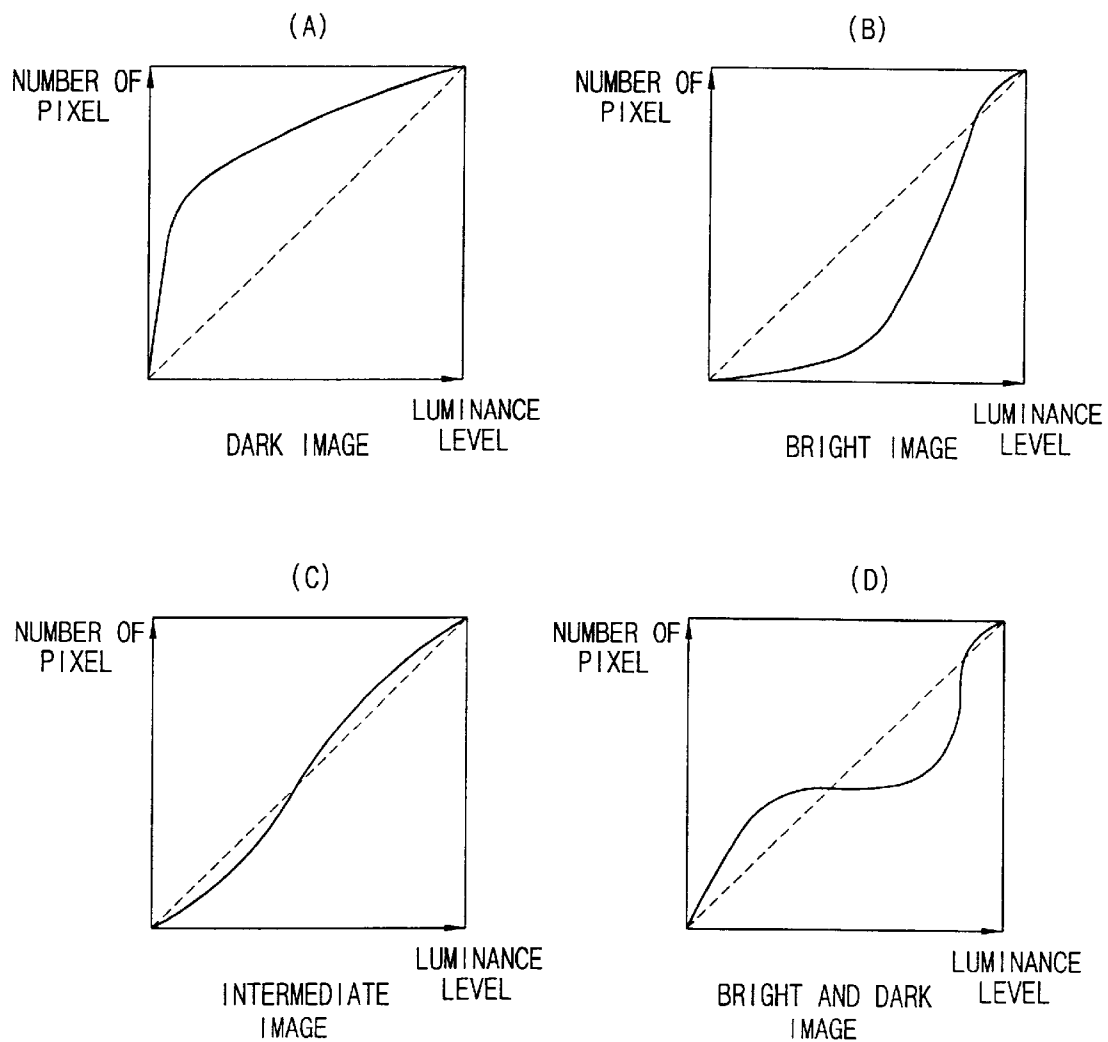 (A)
NUMBER OF
PIXEL
LUMINANCE
LEVEL
DARK IMAGE
(B)
NUMBER OF
PIXEL
LUMINANCE
LEVEL
BRIGHT IMAGE
(C)
NUMBER OF
PIXEL
LUMINANCE
LEVEL
INTERMEDIATE
IMAGE
(D)
NUMBER OF
PIXEL
LUMINANCE
LEVEL
BRIGHT AND DARK
IMAGE